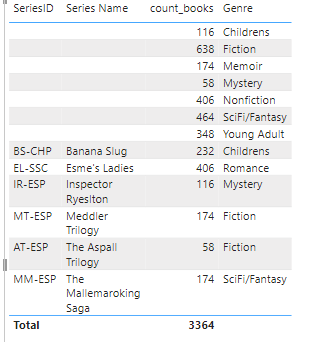 SeriesID Series Name count_books Genre
116 Childrens
638 Fiction
174 Memoir
58 Mystery
406 Nonfiction
464 SciFi/Fantasy
348 Young Adult
BS-CHP Banana Slug 232 Childrens
EL-SSC Esme's Ladies 406 Romance
IR-ESP Inspector 116 Mystery
Ryeslton
MT-ESP Meddler 174 Fiction
Trilogy
AT-ESP The Aspall 58 Fiction
Trilogy
MM-ESP The 174 SciFi/Fantasy
Mallemaroking
Saga
Total 3364